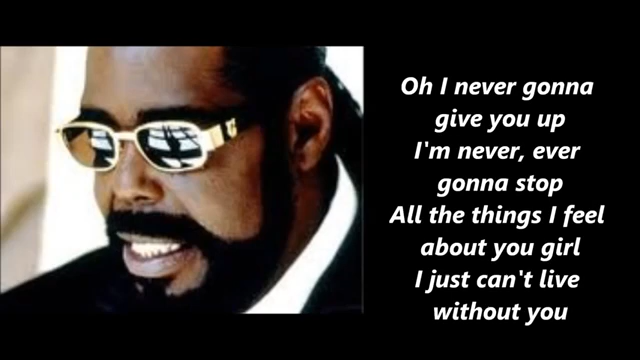 Oh I never gonna
give you up
I'm never, ever
gonna stop
All the things I feel
about you girl
I just can't live
without you